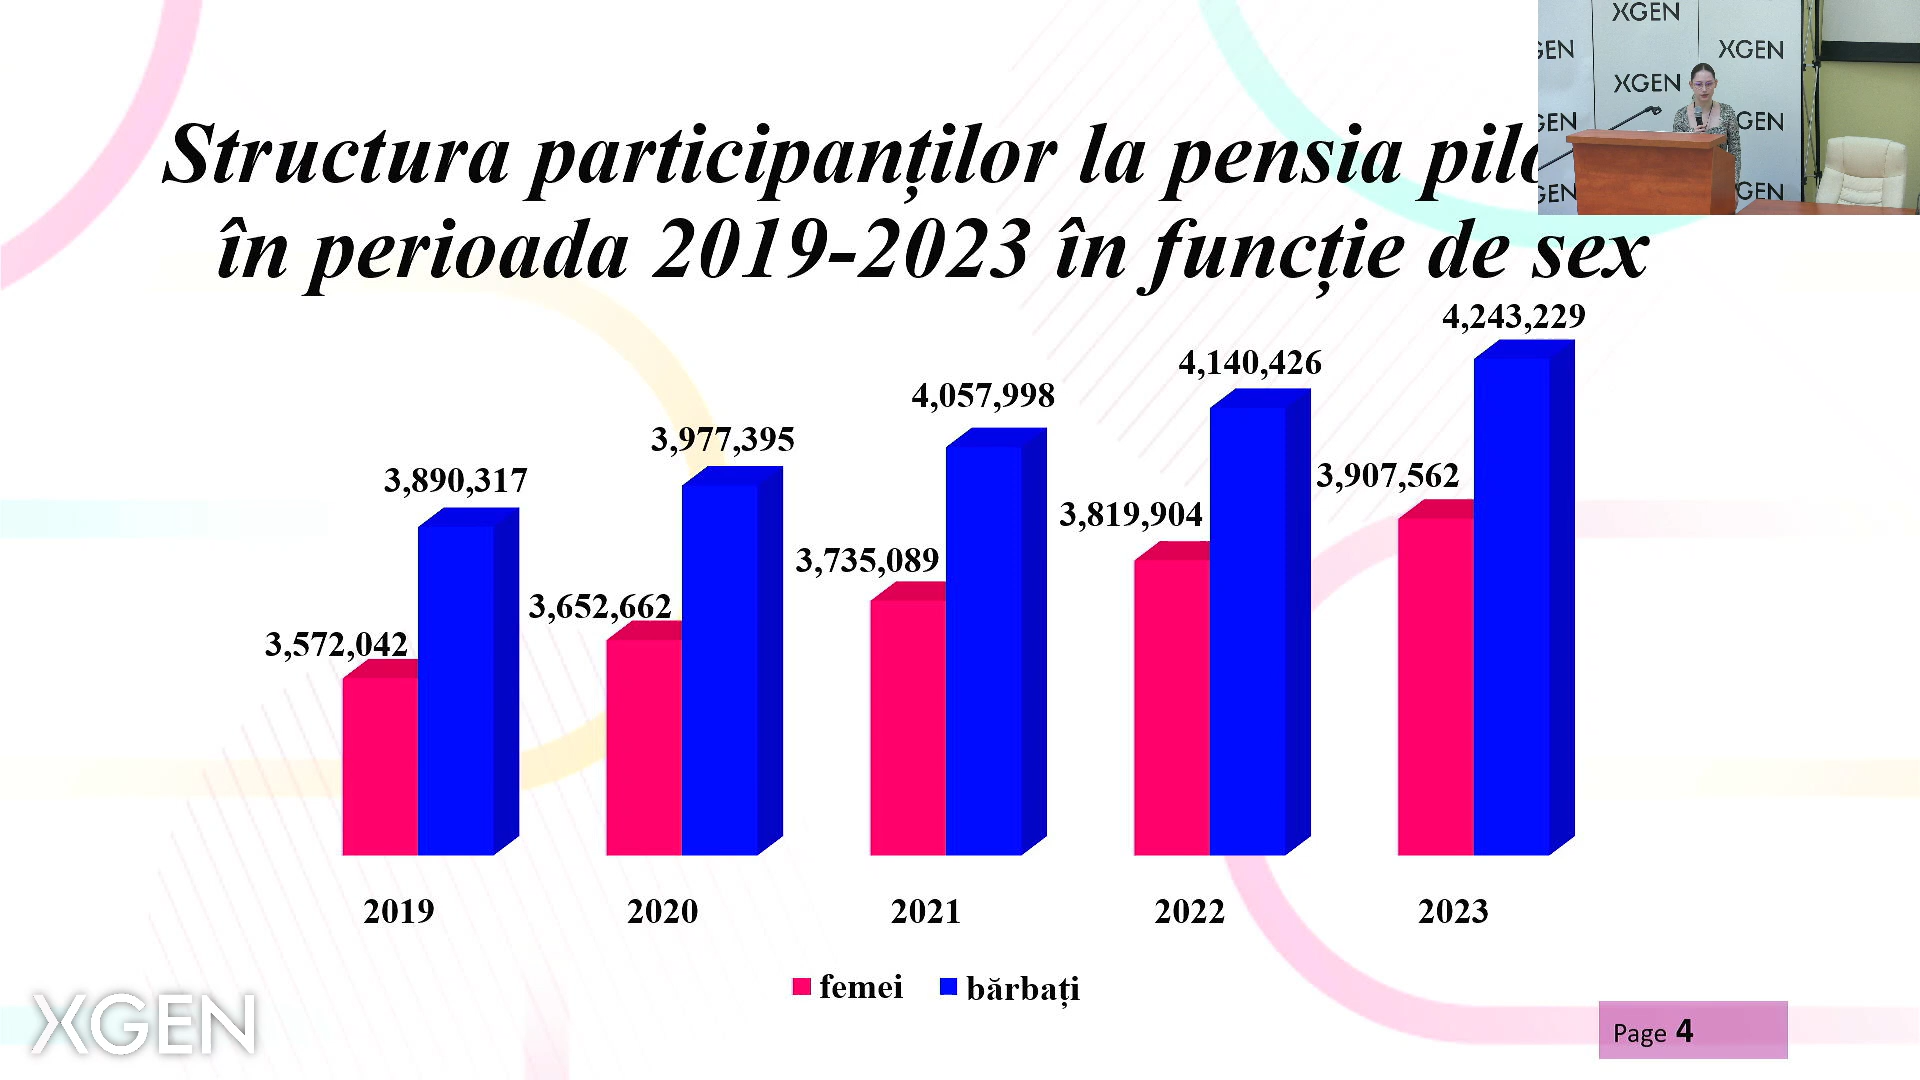 Structura participanților la pensia
în perioada 2019-2023 în funcție de sex
XGEN
XGEN
XGEN
4,243,229
4,140,426
4,057,998
3,977,395
3,890,317
3,907,562
3,819,904
3,735,089
3,652,662
3,572,042
2019 2020 2021 2022 2023
femei bărbați
XGEN
Page 4